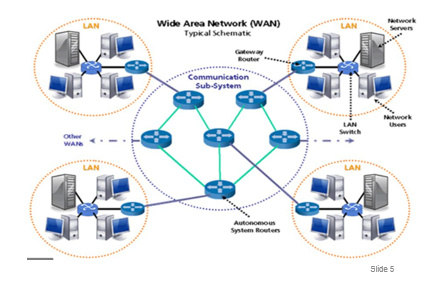 Wide Area Network (WAN)
Typical Schematic
LAN
LAN
Network
Servers
Gateway
Router
Communication
Sub-System
Network
Users
LAN
Switch
Other
WANs
LAN
LAN
Autonomous
System Routers
Slide 5